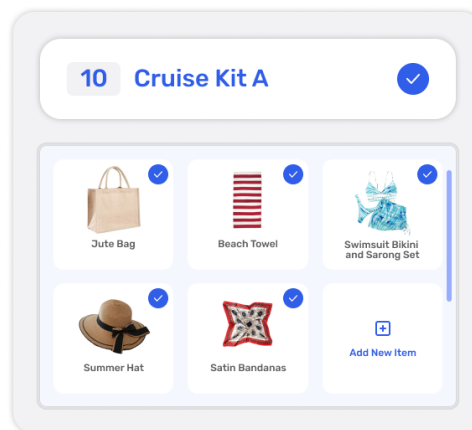 10 Cruise Kit A
Jute Bag
Beach Towel
Swimsuit Bikini
and Sarong Set
Summer Hat
Satin Bandanas
Add New Item